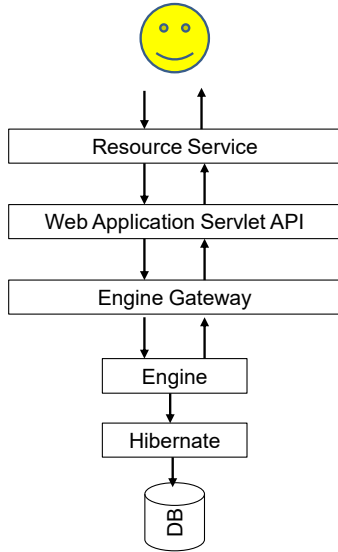 Resource Service
Web Application Servlet API
Engine Gateway
Engine
Hibernate
DB